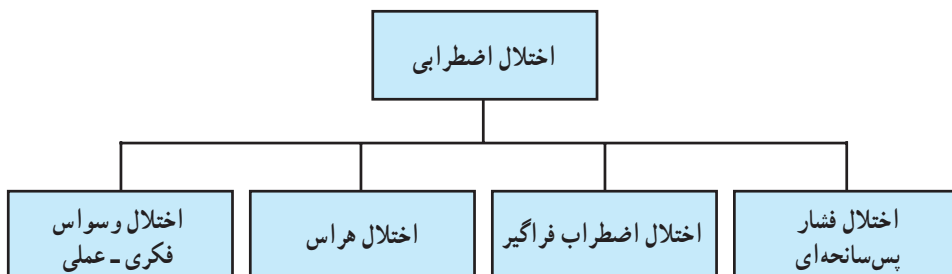 اختلال اضطرابی
اختلال فشار
پس‌سانحه‌ای
اختلال اضطراب فراگیر
اختلال هراس
اختلال وسواس
فکری ـ عملی